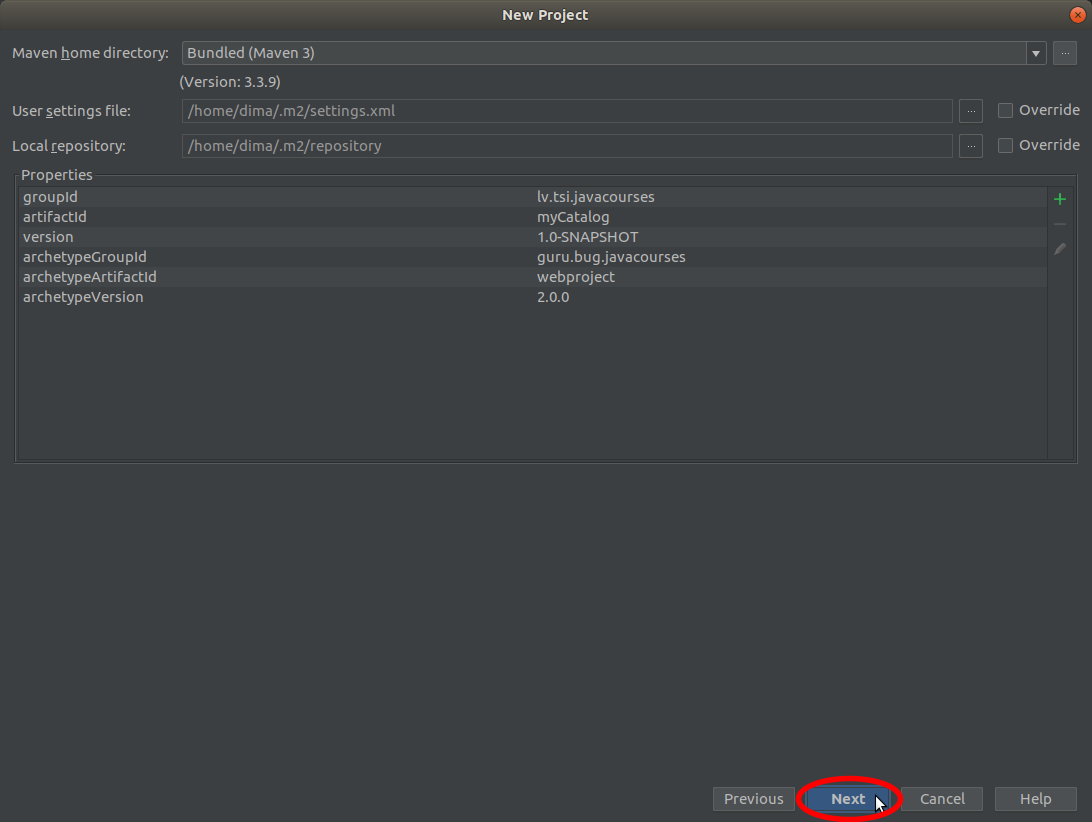 New Project
Maven home directory: Bundled (Maven 3)
(Version: 3.3.9)
User settings file: /home/dima/.m2/settings.xml ... Override
Local repository: /home/dima/.m2/repository ... Override
Properties
groupId lv.tsi.javacourses
artifactId myCatalog
version 1.0-SNAPSHOT
archetypeGroupId guru.bug.javacourses
archetypeArtifactId webproject
archetypeVersion 2.0.0
Previous Next Cancel Help